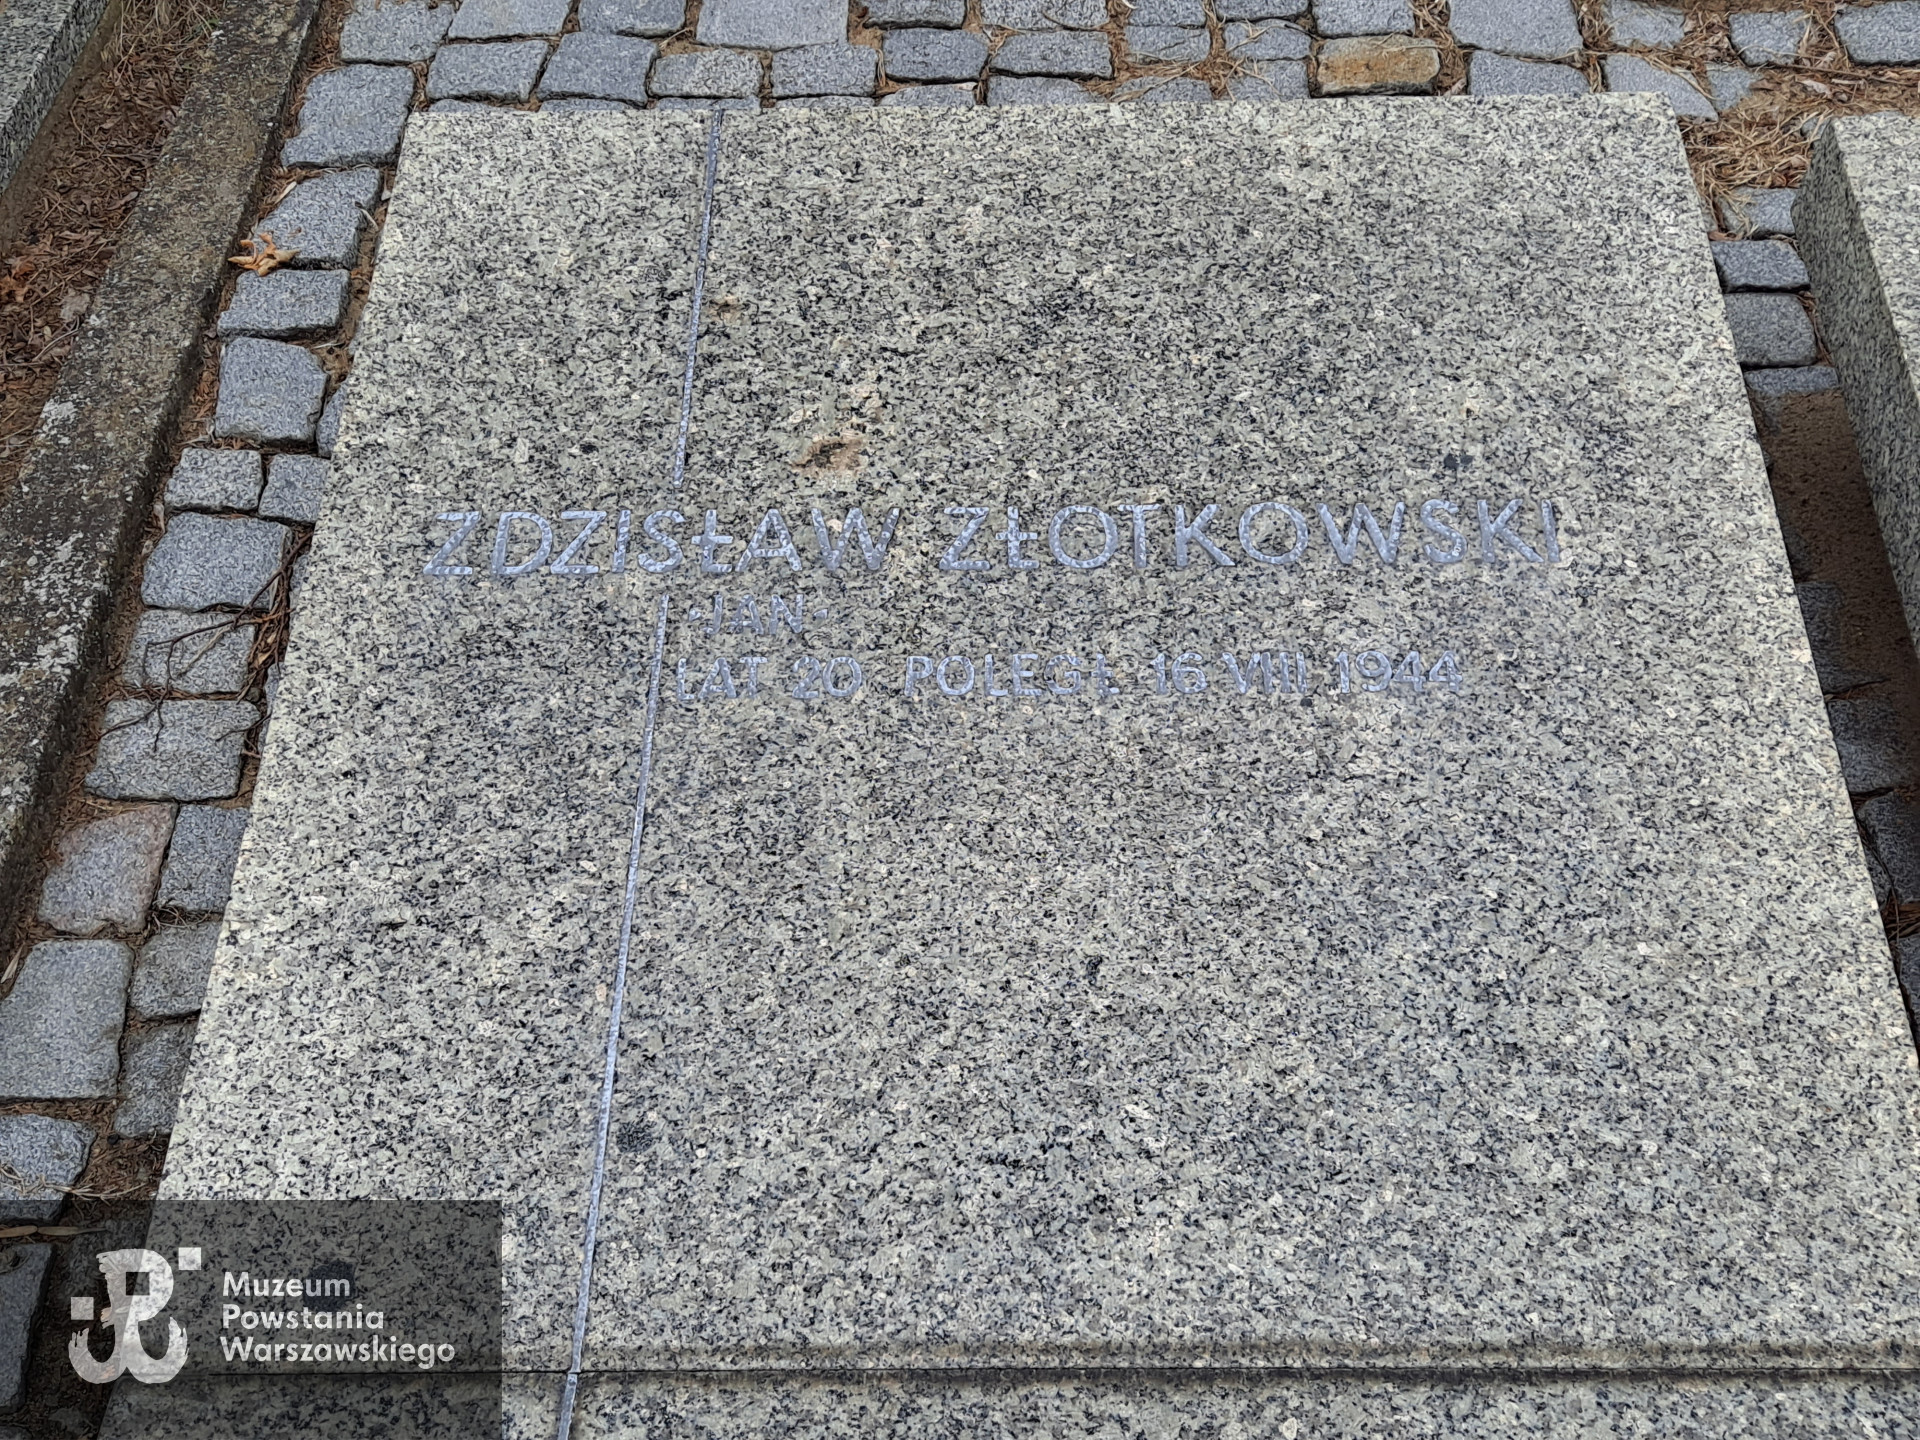 ZDZISŁAW ZŁOTKOWSKI
·JAN·
LAT 20 POLEGŁ 16 VIII 1944
Muzeum
Powstania
Warszawskiego